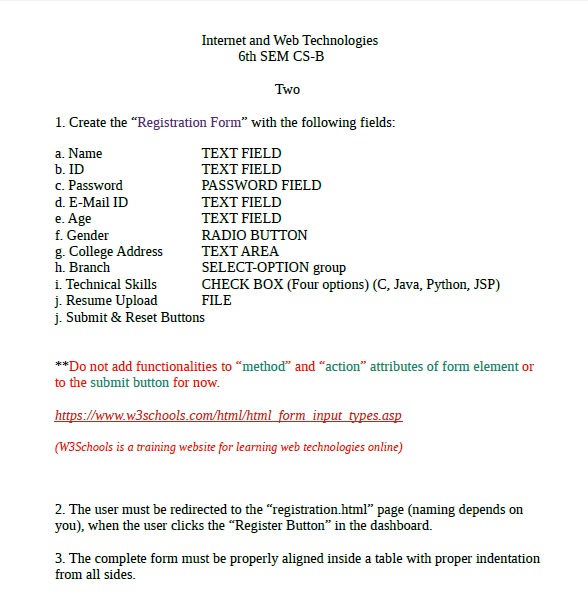 Internet and Web Technologies
6th SEM CS-B
Two
1. Create the “Registration Form” with the following fields:
a. Name TEXT FIELD
b. ID TEXT FIELD
c. Password PASSWORD FIELD
d. E-Mail ID TEXT FIELD
e. Age TEXT FIELD
f. Gender RADIO BUTTON
g. College Address TEXT AREA
h. Branch SELECT-OPTION group
i. Technical Skills CHECK BOX (Four options) (C, Java, Python, JSP)
j. Resume Upload FILE
j. Submit & Reset Buttons
**Do not add functionalities to “method” and “action” attributes of form element or
to the submit button for now.
https://www.w3schools.com/html/html_form_input_types.asp
(W3Schools is a training website for learning web technologies online)
2. The user must be redirected to the “registration.html” page (naming depends on
you), when the user clicks the “Register Button” in the dashboard.
3. The complete form must be properly aligned inside a table with proper indentation
from all sides.